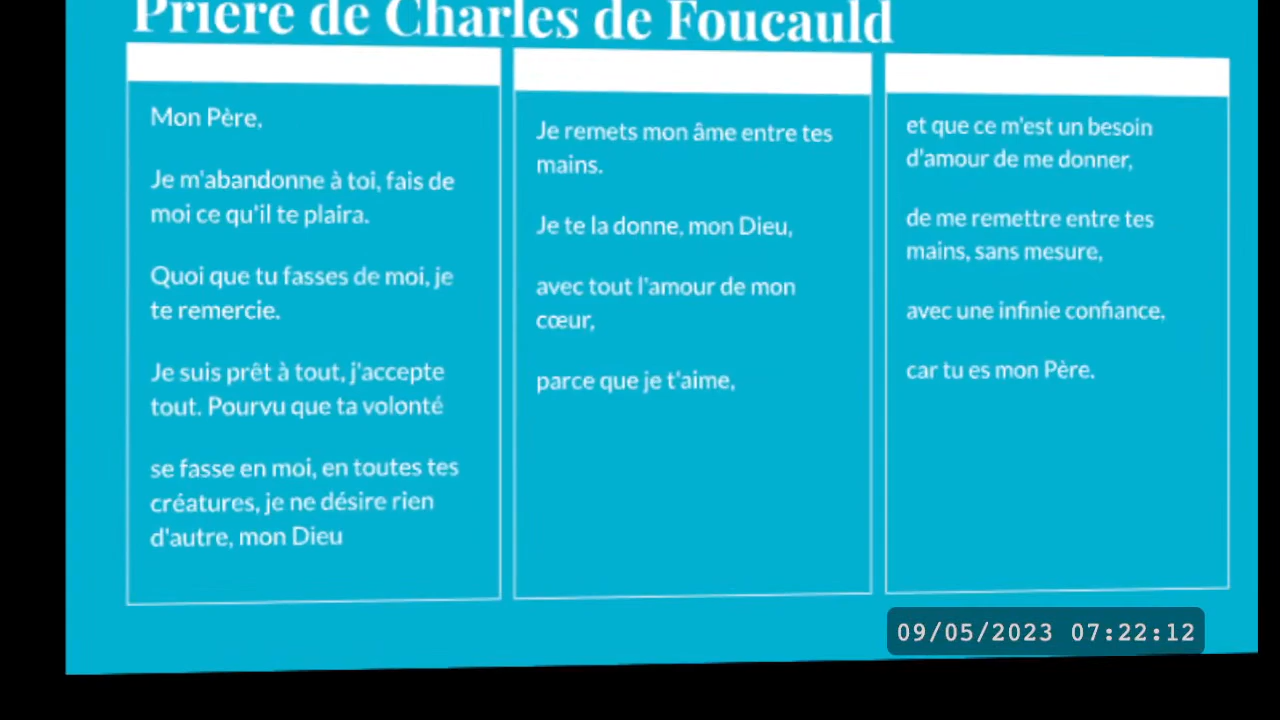 Prière de Charles de Foucauld
Mon Père,
Je m'abandonne à toi, fais de
moi ce qu'il te plaira.
Quoi que tu fasses de moi, je
te remercie.
Je suis prêt à tout, j'accepte
tout. Pourvu que ta volonté
se fasse en moi, en toutes tes
créatures, je ne désire rien
d'autre, mon Dieu
Je remets mon âme entre tes
mains.
Je te la donne, mon Dieu,
avec tout l'amour de mon
cœur,
parce que je t'aime,
et que ce m'est un besoin
d'amour de me donner,
de me remettre entre tes
mains, sans mesure,
avec une infinie confiance,
car tu es mon Père.
09/05/2023 07:22:12